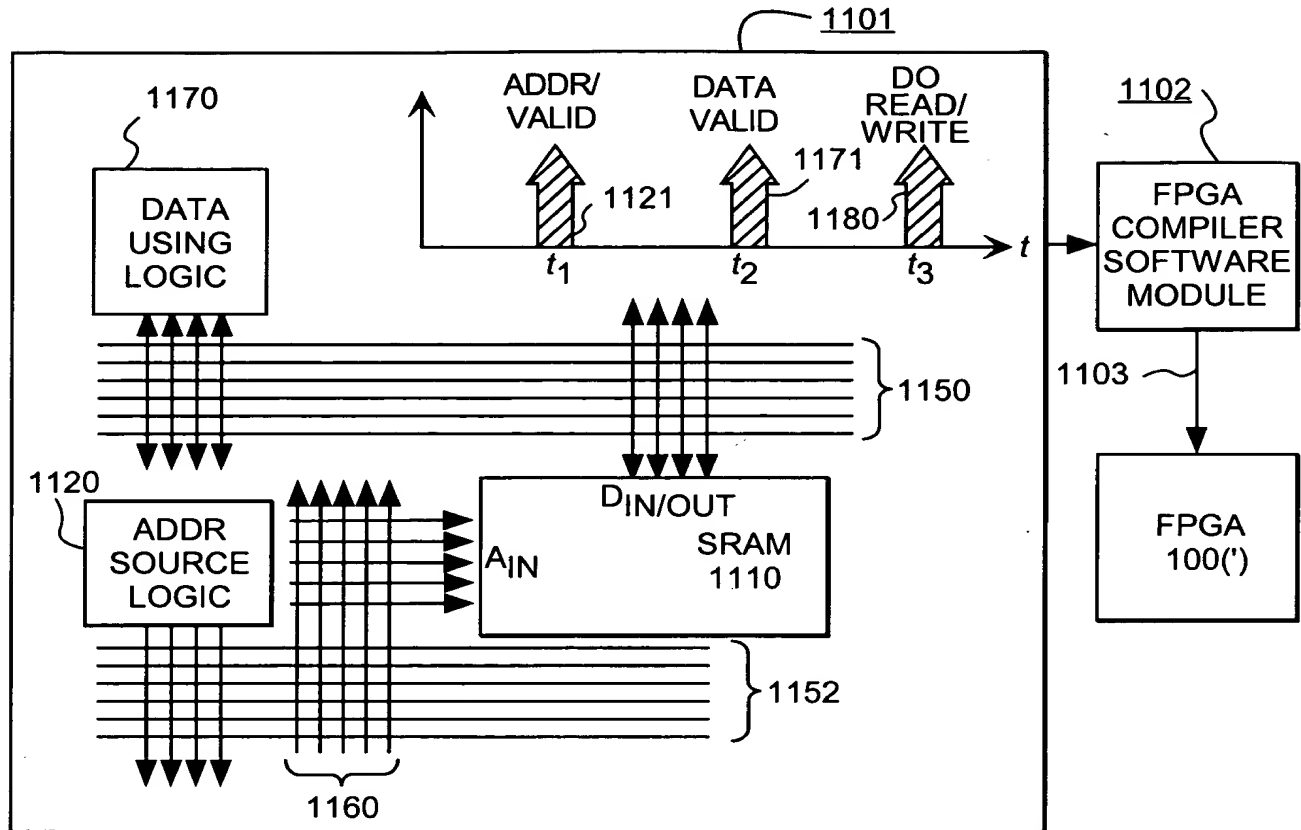 1101
1170
ADDR/
VALID
DATA
VALID
DO
READ/
WRITE
1102
DATA
USING
LOGIC
1121
1171
1180
t1
t2
t3
t
FPGA
COMPILER
SOFTWARE
MODULE
1150
1103
1120
ADDR
SOURCE
LOGIC
DIN/OUT
AIN
SRAM
1110
FPGA
100(')
1152
1160